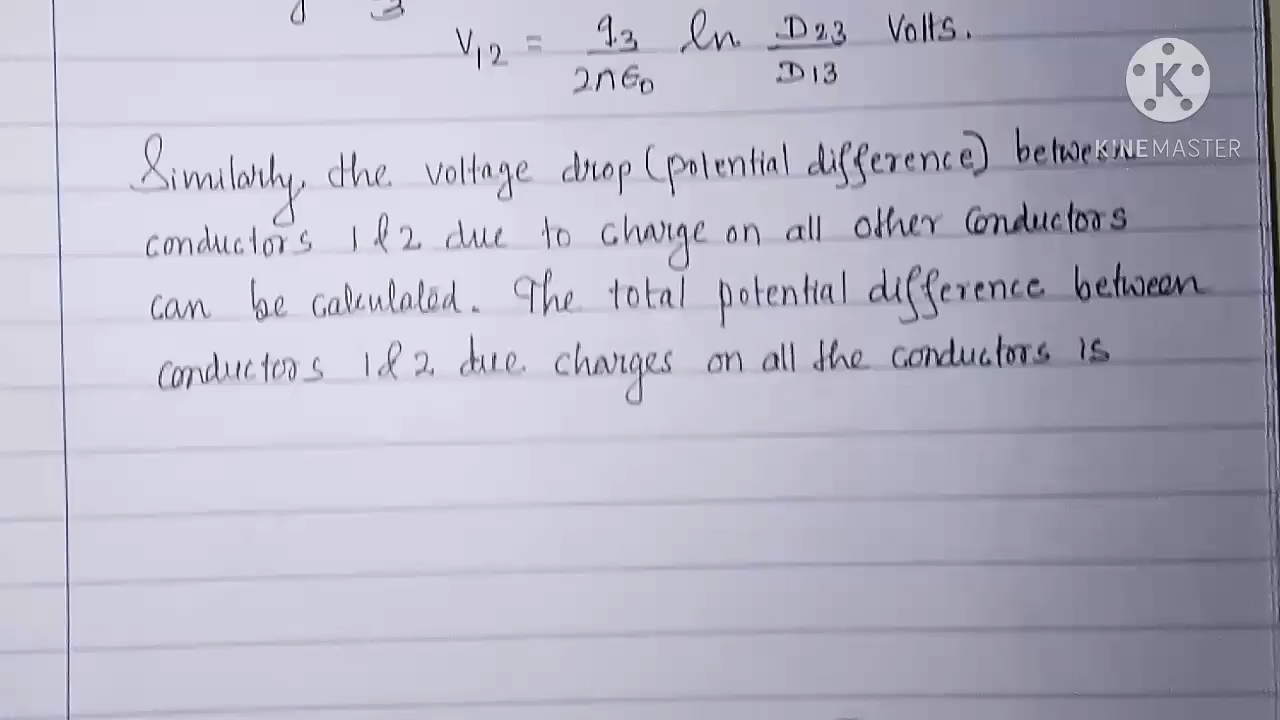 3
V12 = q3/2πε0 ln D23/D13 Volts.
K
KINEMASTER
Similarly, the voltage drop (potential difference) between
conductors 1 & 2 due to charge on all other conductors
can be calculated. The total potential difference between
conductors 1 & 2 due charges on all the conductors is